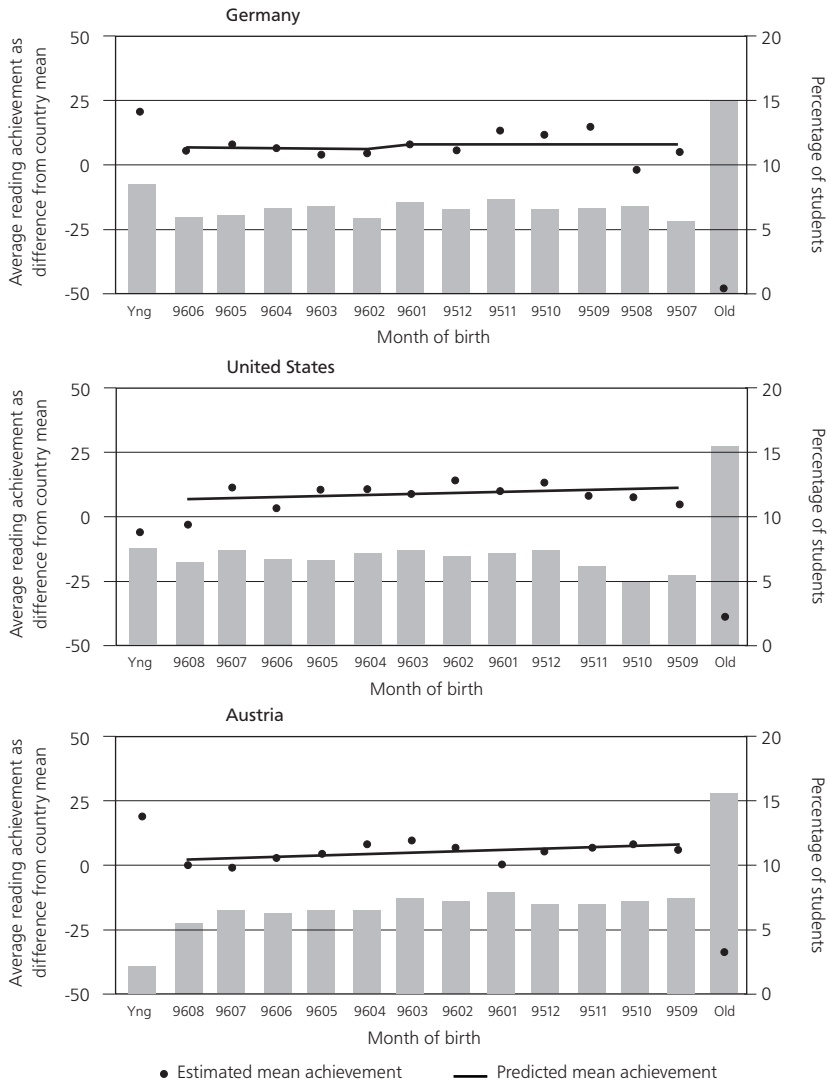 Germany
Average reading achievement as
difference from country mean
50
25
0
-25
-50
20
15
10
5
0
Percentage of students
Yng 9606 9605 9604 9603 9602 9601 9512 9511 9510 9509 9508 9507 Old
Month of birth
United States
Average reading achievement as
difference from country mean
50
25
0
-25
-50
20
15
10
5
0
Percentage of students
Yng 9608 9607 9606 9605 9604 9603 9602 9601 9512 9511 9510 9509 Old
Month of birth
Austria
Average reading achievement as
difference from country mean
50
25
0
-25
-50
20
15
10
5
0
Percentage of students
Yng 9608 9607 9606 9605 9604 9603 9602 9601 9512 9511 9510 9509 Old
Month of birth
Estimated mean achievement Predicted mean achievement